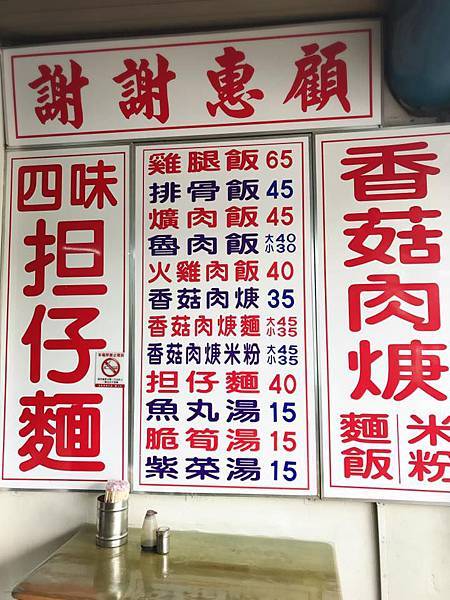 謝謝惠顧
四味
担仔麵
雞腿飯 65
排骨飯 45
爌肉飯 45
魯肉飯 大40 小30
火雞肉飯 40
香菇肉焿 35
香菇肉焿麵 大45 小35
香菇肉焿米粉 大45 小35
担仔麵 40
魚丸湯 15
脆筍湯 15
紫菜湯 15
香菇肉焿
麵飯
米粉